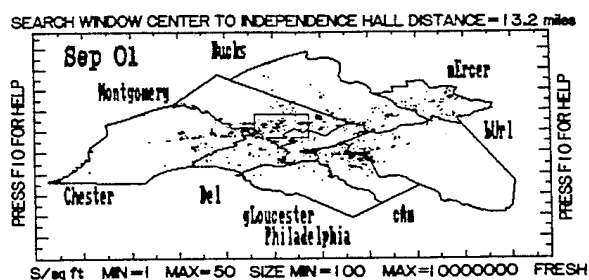 SEARCH WINDOW CENTER TO INDEPENDENCE HALL DISTANCE=13.2 miles
Sep 01
Bucks
mErcer
Montgomery
bUrl
Chester
Del
gLoucester
cAm
Philadelphia
PRESS F10 FOR HELP
PRESS F10 FOR HELP
S/sq ft MIN=1 MAX=50 SIZE MIN=100 MAX=10000000 FRESH